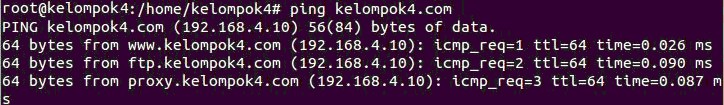 root@kelompok4:/home/kelompok4# ping kelompok4.com
PING kelompok4.com (192.168.4.10) 56(84) bytes of data.
64 bytes from www.kelompok4.com (192.168.4.10): icmp_req=1 ttl=64 time=0.026 ms
64 bytes from ftp.kelompok4.com (192.168.4.10): icmp_req=2 ttl=64 time=0.090 ms
64 bytes from proxy.kelompok4.com (192.168.4.10): icmp_req=3 ttl=64 time=0.087 m
s